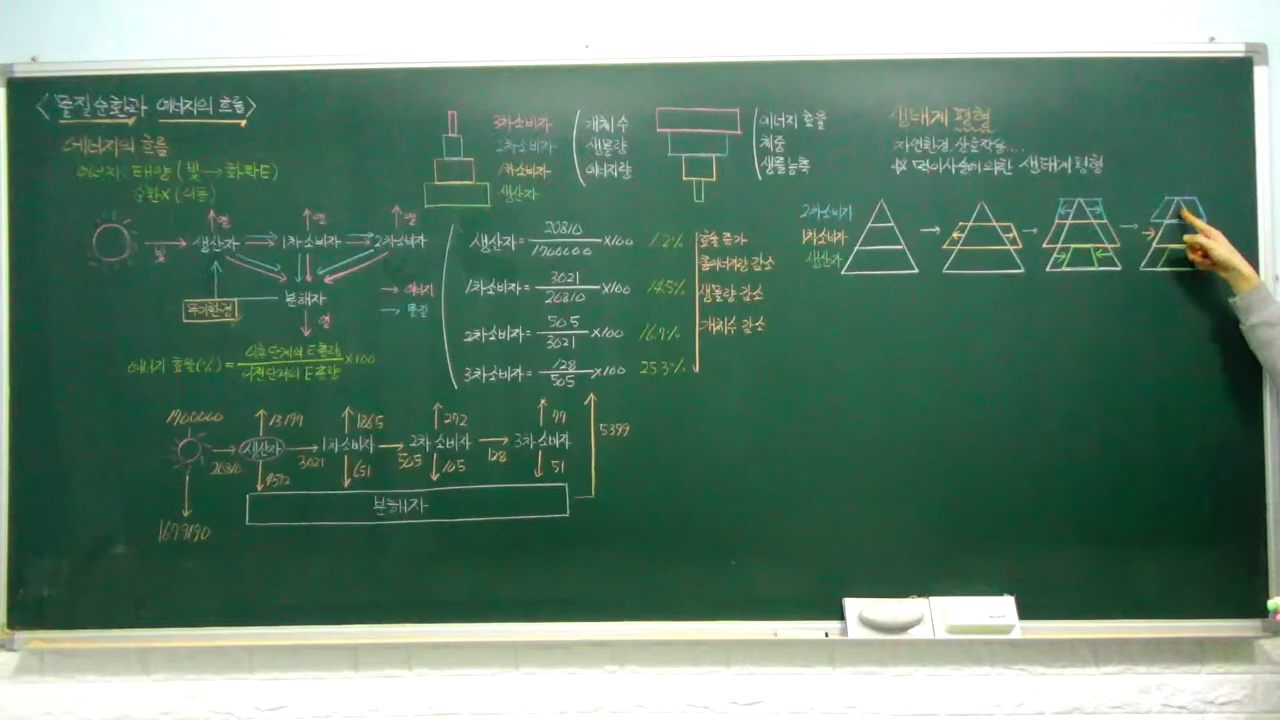 <물질순환과 에너지의 흐름>
에너지의 흐름
에너지: 태양 (빛→화학E)
순환X (이동)
빛
생산자
1차소비자
2차소비자
열
열
열
분해자
열
무기환경
→ 에너지
→ 물질
에너지 효율(%) = 이후단계의 E총량 / 이전단계의 E총량 ×100
1700000
20810
1679190
생산자
13197
3021
4592
1차소비자
1865
505
651
2차소비자
272
128
105
3차소비자
77
51
분해자
5399
3차소비자
2차소비자
1차소비자
생산자
개체수
생물량
에너지량
에너지 효율
체중
생물농축
생산자 = 20810 / 1700000 ×100 1.2%
1차소비자 = 3021 / 20810 ×100 14.5%
2차소비자 = 505 / 3021 ×100 16.7%
3차소비자 = 128 / 505 ×100 25.3%
효율 증가
총에너지량 감소
생물량 감소
개체수 감소
생태계 평형
자연환경, 상호작용...
※ 먹이사슬에 의한 생태계평형
2차소비자
1차소비자
생산자